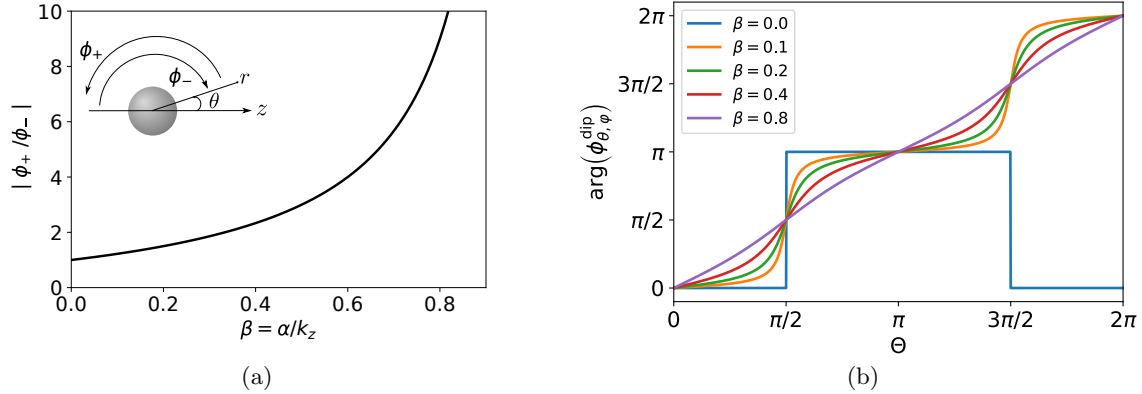 10
8
6
4
2
0
| ϕ₊ /ϕ₋ |
ϕ₊
ϕ₋
r
θ
z
0.0 0.2 0.4 0.6 0.8
β = α/k_z
(a)
2π
3π/2
π
π/2
0
arg(ϕ^dip_θ,φ)
β = 0.0
β = 0.1
β = 0.2
β = 0.4
β = 0.8
0 π/2 π 3π/2 2π
Θ
(b)